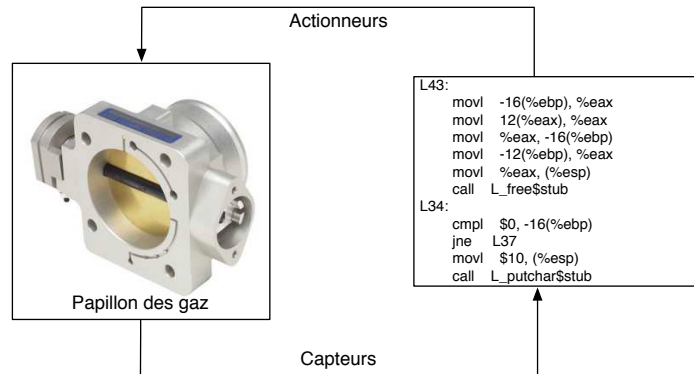 Actionneurs
L43:
movl -16(%ebp), %eax
movl 12(%eax), %eax
movl %eax, -16(%ebp)
movl -12(%ebp), %eax
movl %eax, (%esp)
call L_free$stub
L34:
cmpl $0, -16(%ebp)
jne L37
movl $10, (%esp)
call L_putchar$stub
Papillon des gaz
Capteurs